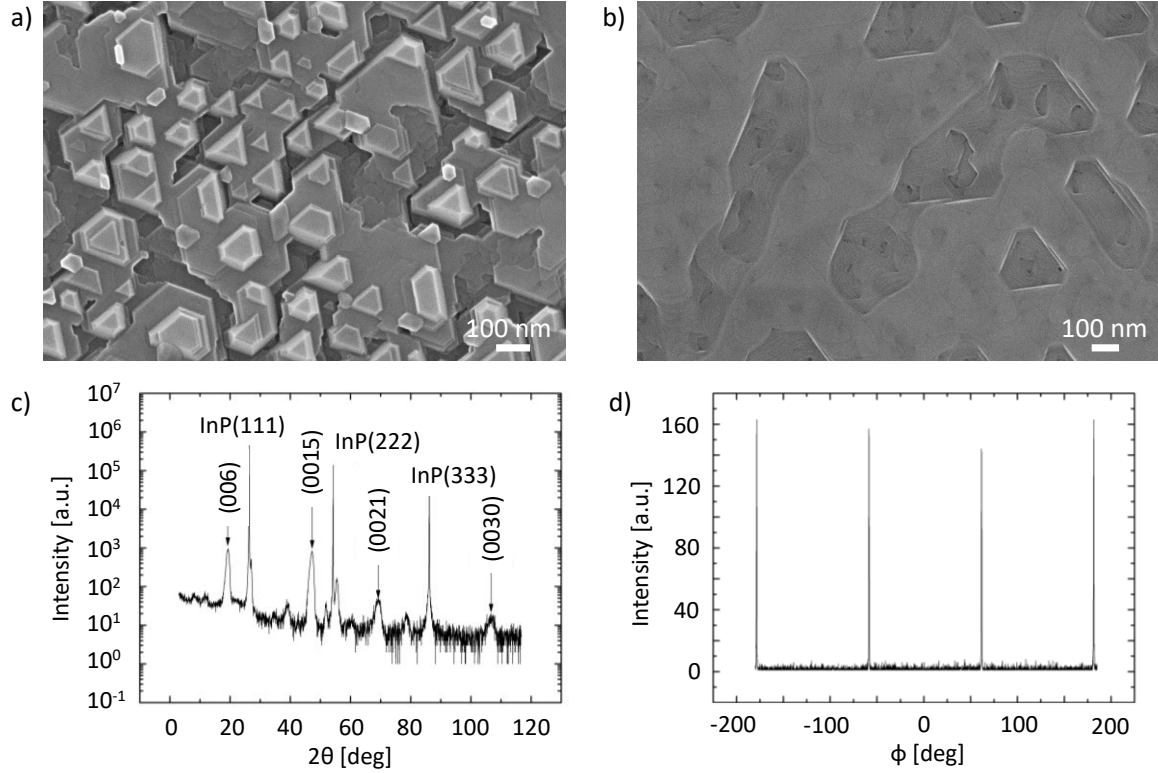 a)
100 nm
b)
100 nm
c)
Intensity [a.u.]
10⁷
10⁶
10⁵
10⁴
10³
10²
10¹
10⁰
10⁻¹
InP(111)
InP(222)
InP(333)
(006)
(0015)
(0021)
(0030)
0 20 40 60 80 100 120
2θ [deg]
d)
Intensity [a.u.]
160
120
80
40
0
-200 -100 0 100 200
ϕ [deg]